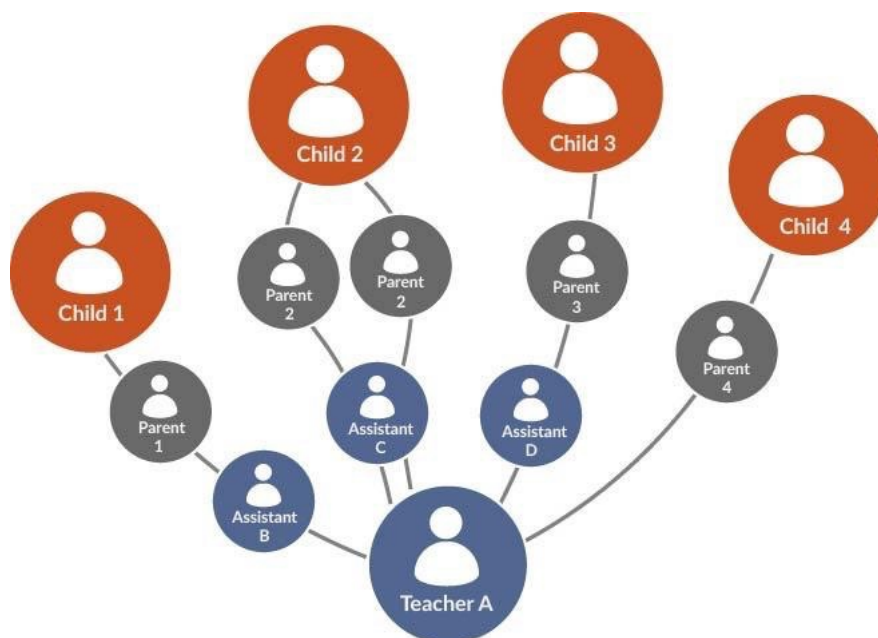 Child 2
Child 3
Child 4
Child 1
Parent
2
Parent
2
Parent
3
Parent
4
Parent
1
Assistant
C
Assistant
D
Assistant
B
Teacher A